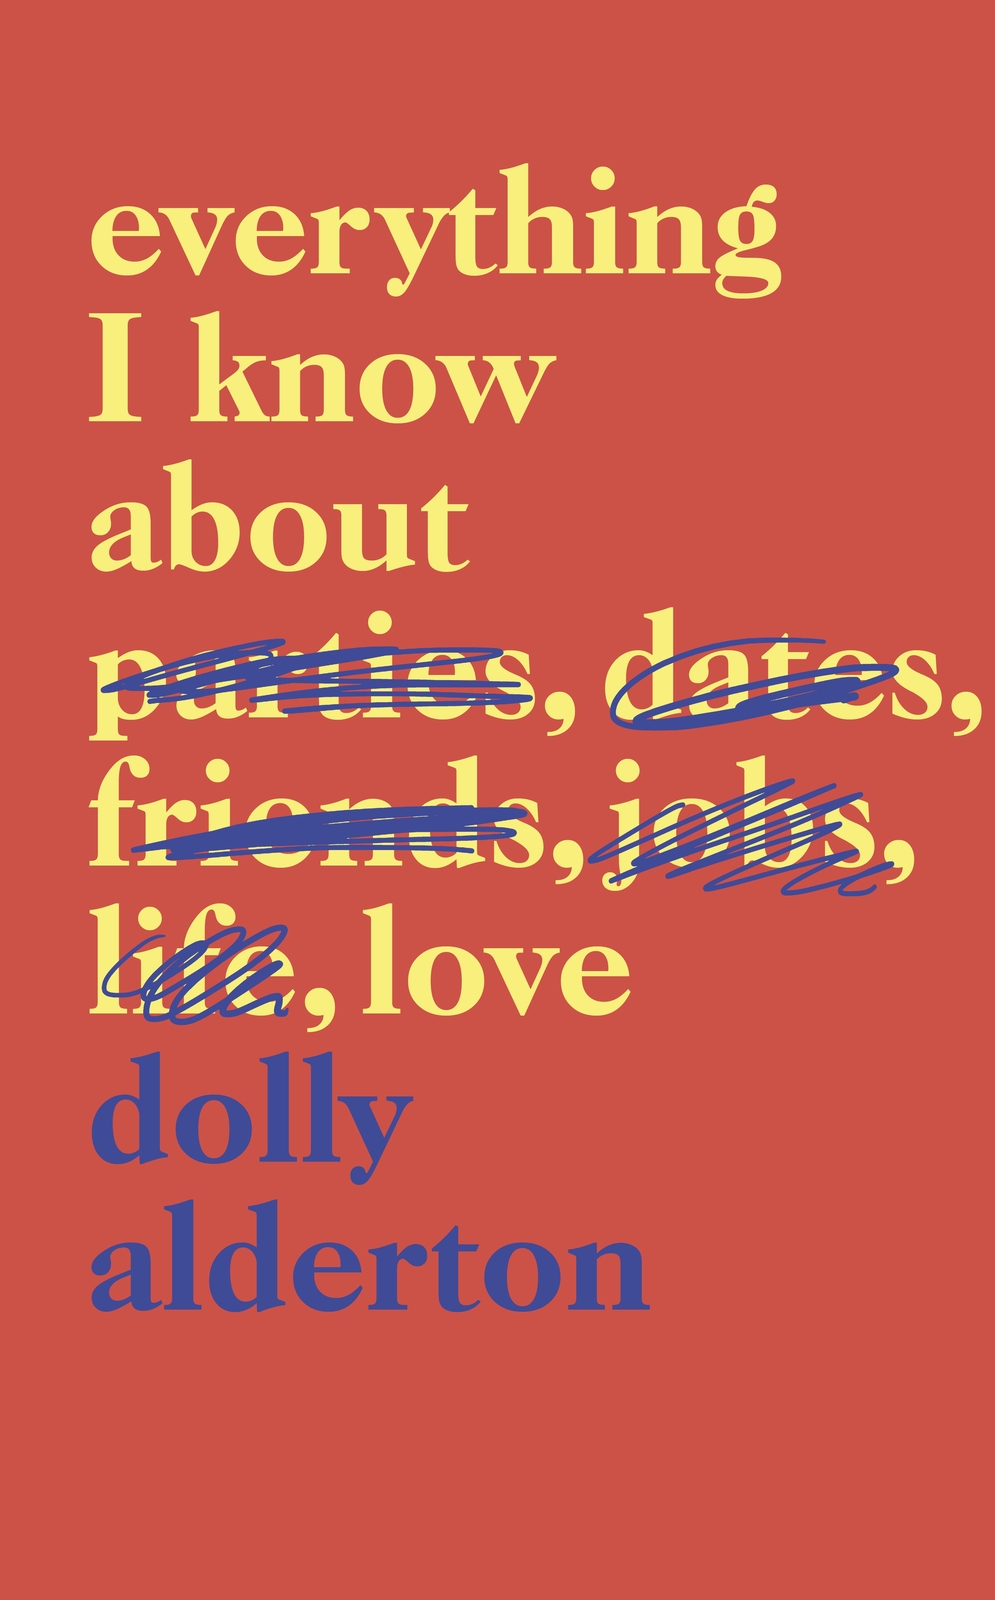 everything
I know
about
parties, dates,
friends, jobs,
life, love
dolly
alderton